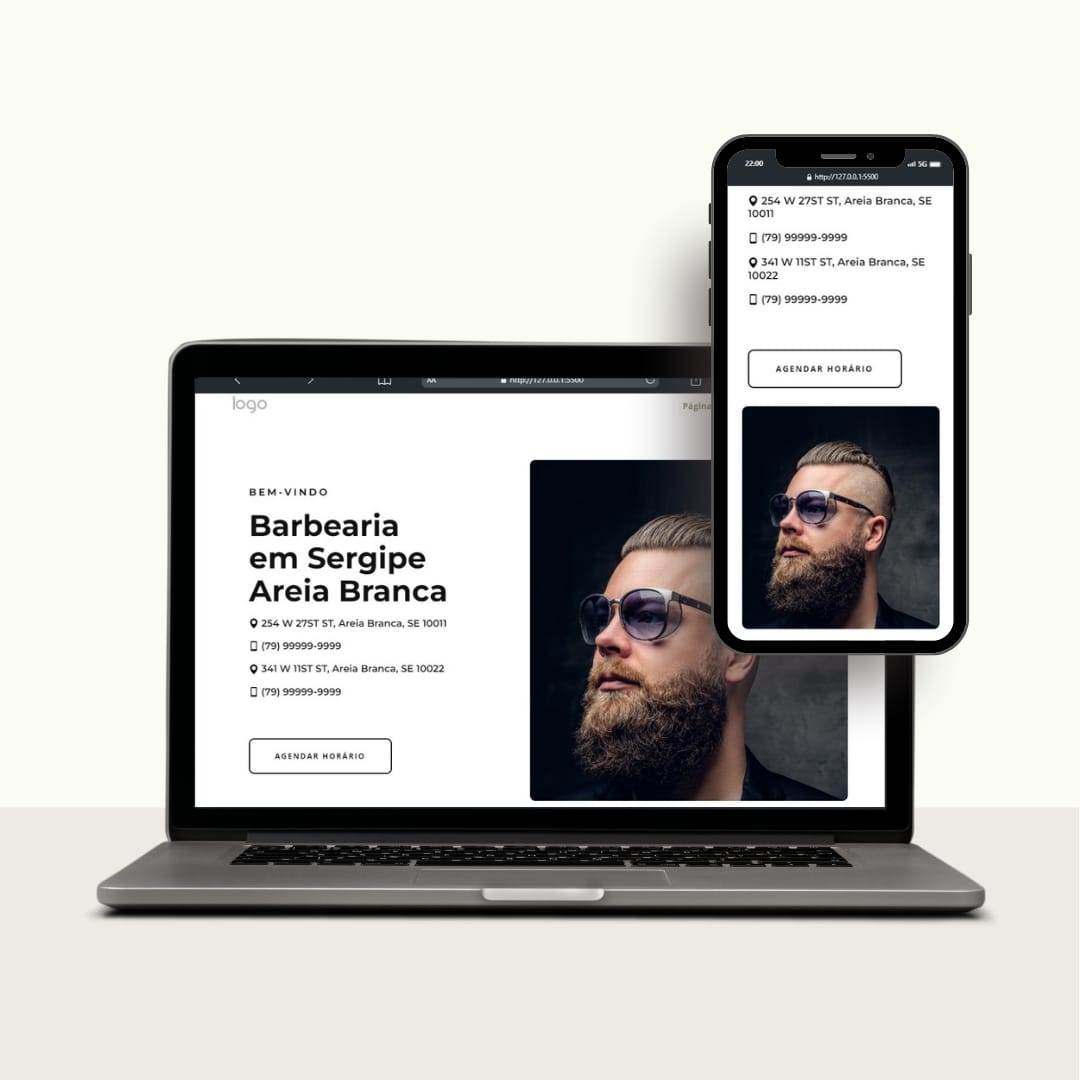 22:00
5G
http://127.0.0.1:5500
254 W 27ST ST, Areia Branca, SE
10011
(79) 99999-9999
341 W 11ST ST, Areia Branca, SE
10022
(79) 99999-9999
AGENDAR HORÁRIO
AA
http://127.0.0.1:5500
logo
Página
BEM-VINDO
Barbearia
em Sergipe
Areia Branca
254 W 27ST ST, Areia Branca, SE 10011
(79) 99999-9999
341 W 11ST ST, Areia Branca, SE 10022
(79) 99999-9999
AGENDAR HORÁRIO